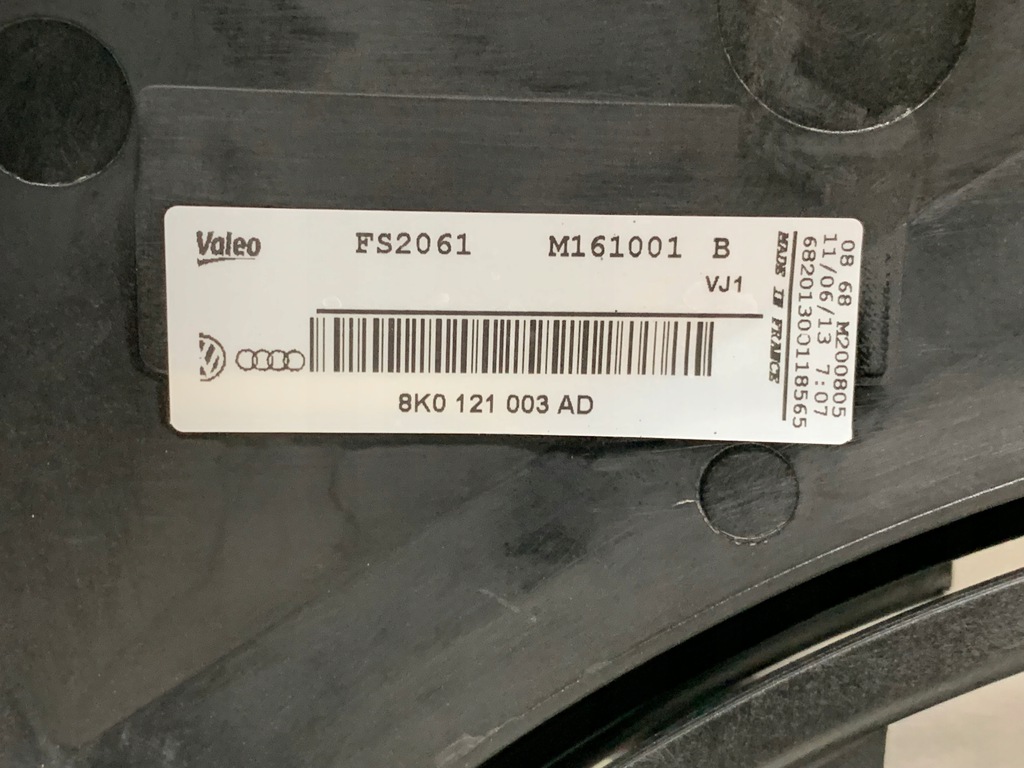 Valeo
FS2061
M161001 B
VJ1
8K0 121 003 AD
MADE IN FRANCE
08 68 M200805
11/06/13 7:07
68201300118565